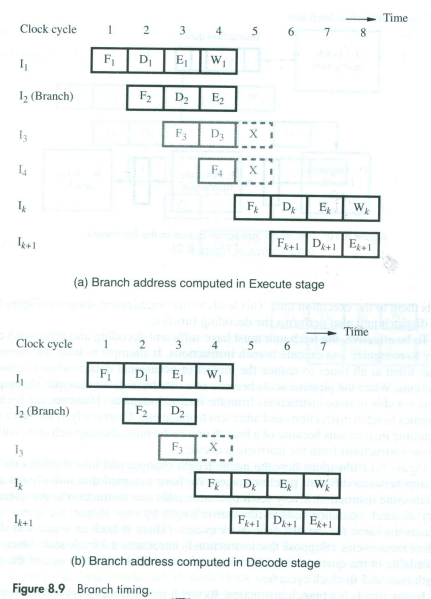 Time
Clock cycle 1 2 3 4 5 6 7 8
I1 F1 D1 E1 W1
I2 (Branch) F2 D2 E2
I3 F3 D3 X
I4 F4 X
Ik Fk Dk Ek Wk
Ik+1 Fk+1 Dk+1 Ek+1
(a) Branch address computed in Execute stage
Time
Clock cycle 1 2 3 4 5 6 7
I1 F1 D1 E1 W1
I2 (Branch) F2 D2
I3 F3 X
Ik Fk Dk Ek Wk
Ik+1 Fk+1 Dk+1 Ek+1
(b) Branch address computed in Decode stage
Figure 8.9 Branch timing.